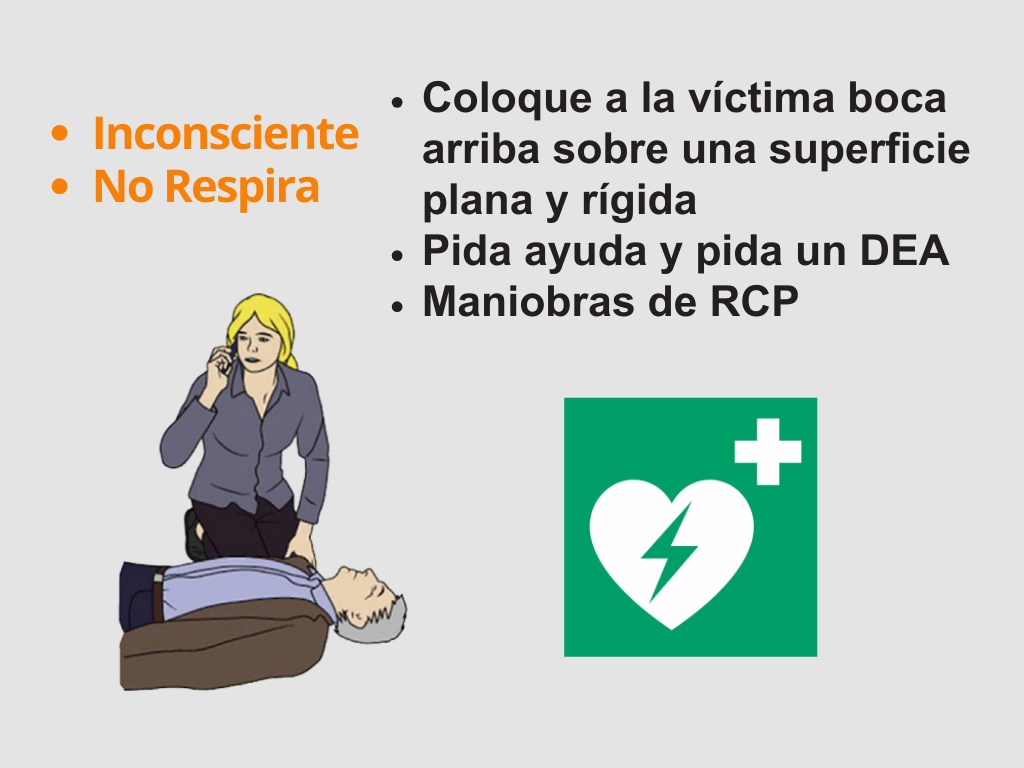 • Inconsciente
• No Respira
• Coloque a la víctima boca
arriba sobre una superficie
plana y rígida
• Pida ayuda y pida un DEA
• Maniobras de RCP